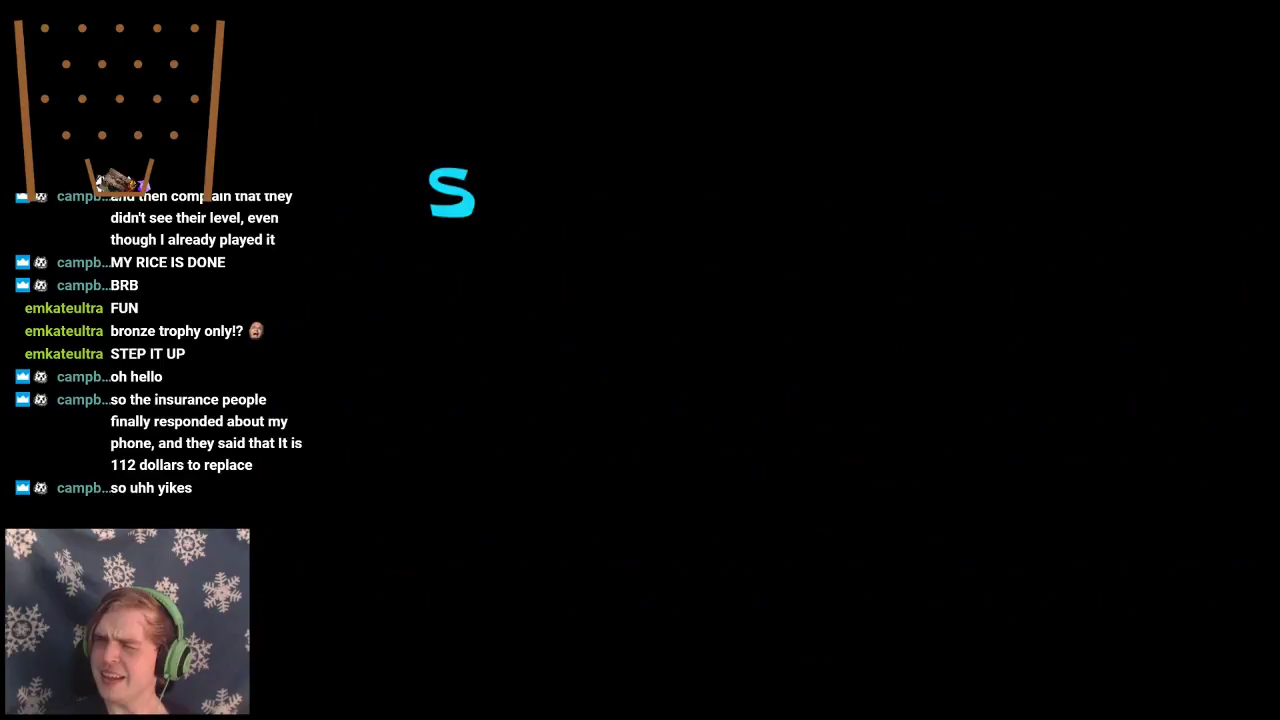 S
campb...and then complain that they
didn't see their level, even
though I already played it
campb...MY RICE IS DONE
campb...BRB
emkateultra FUN
emkateultra bronze trophy only!?
emkateultra STEP IT UP
campb...oh hello
campb...so the insurance people
finally responded about my
phone, and they said that It is
112 dollars to replace
campb...so uhh yikes